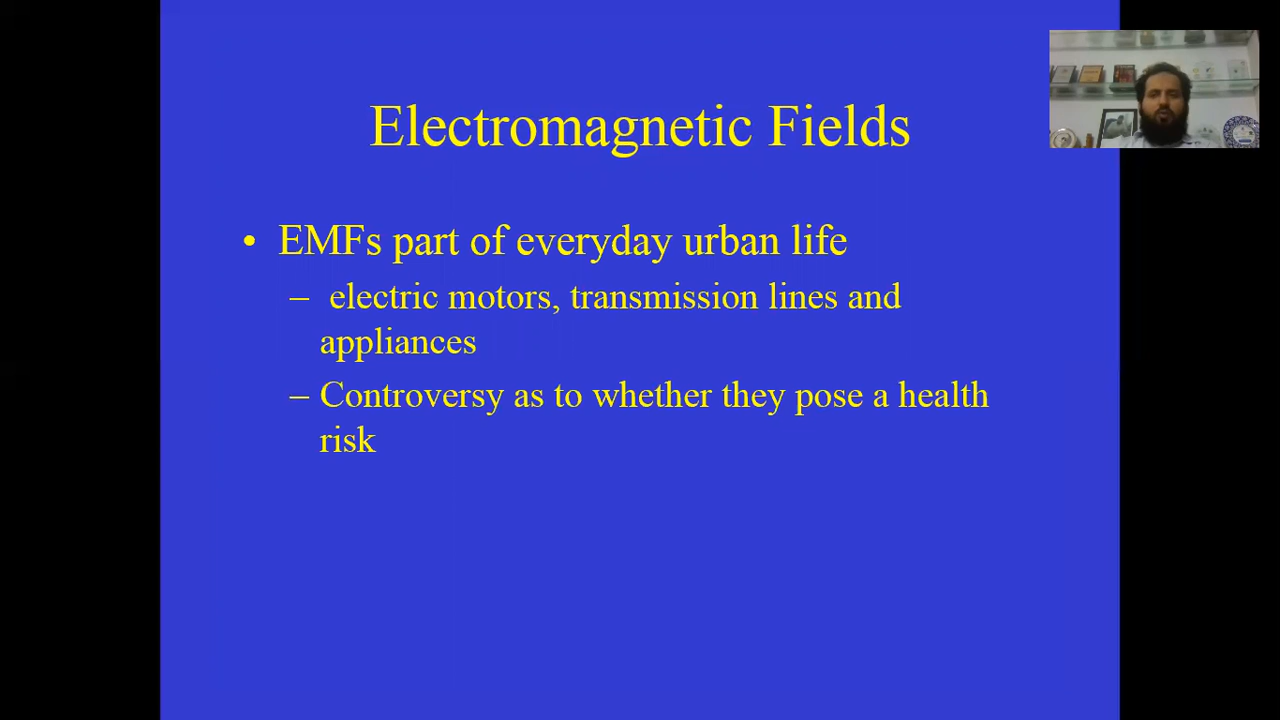 Electromagnetic Fields
• EMFs part of everyday urban life
– electric motors, transmission lines and
appliances
– Controversy as to whether they pose a health
risk